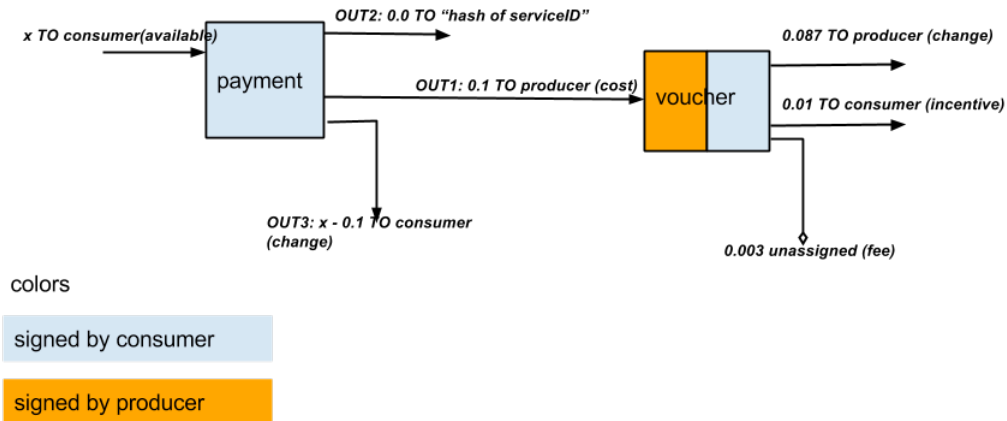 OUT2: 0.0 TO “hash of serviceID”
x TO consumer(available)
payment
OUT1: 0.1 TO producer (cost)
voucher
0.087 TO producer (change)
0.01 TO consumer (incentive)
OUT3: x - 0.1 TO consumer
(change)
0.003 unassigned (fee)
colors
signed by consumer
signed by producer